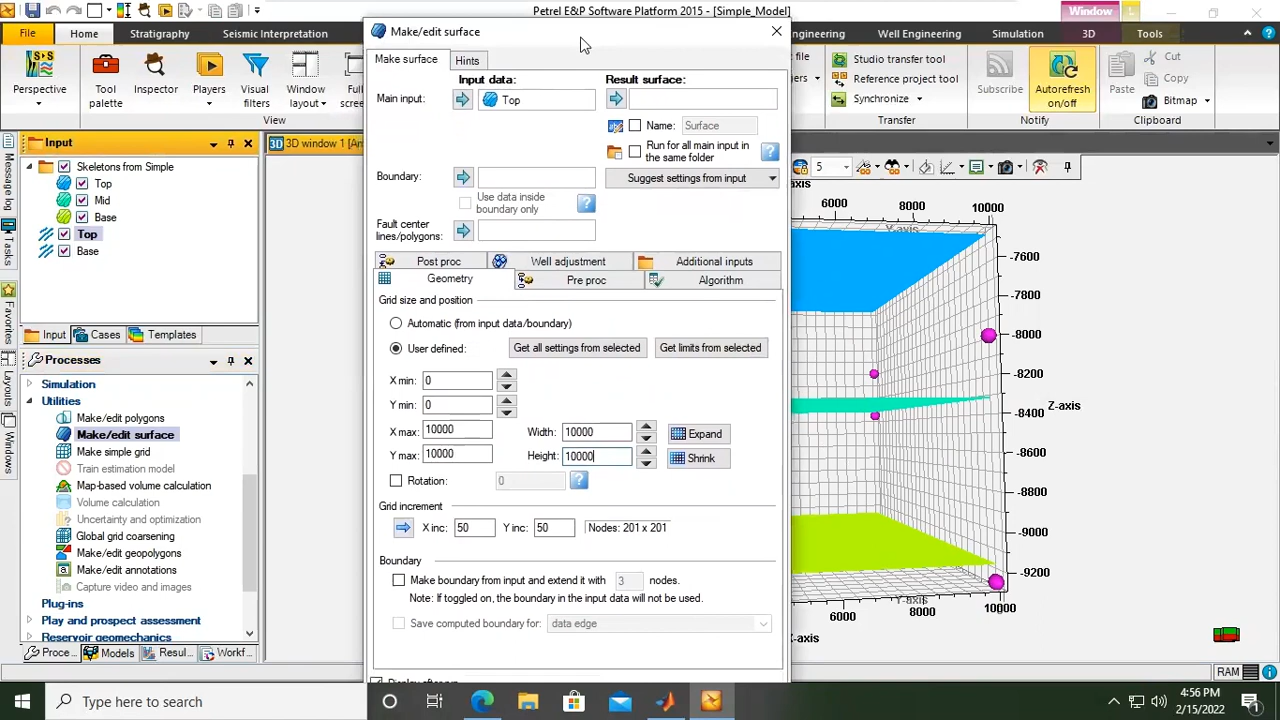 Petrel E&P Software Platform 2015 - [Simple_Model]
Window
File
Home
Stratigraphy
Seismic Interpretation
Make/edit surface
Well Engineering
Simulation
3D
Tools
Perspective
Tool palette
Inspector
Players
Visual filters
Window layout
View
Make surface
Hints
Input data:
Result surface:
Main input:
Top
Name:
Surface
Run for all main input in
the same folder
Boundary:
Suggest settings from input
Use data inside
boundary only
Fault center
lines/polygons:
Studio transfer tool
Reference project tool
Synchronize
Transfer
Subscribe
Autorefresh
on/off
Notify
Paste
Cut
Copy
Bitmap
Clipboard
Input
Skeletons from Simple
Top
Mid
Base
Top
Base
Input
Cases
Templates
Processes
Simulation
Utilities
Make/edit polygons
Make/edit surface
Make simple grid
Train estimation model
Map-based volume calculation
Volume calculation
Uncertainty and optimization
Global grid coarsening
Make/edit geopolygons
Make/edit annotations
Capture video and images
Plug-ins
Play and prospect assessment
Reservoir geomechanics
Proce...
Models
Resul...
Workf...
Message log
Tasks
Favorites
Layouts
Windows
3D window 1 [An
Post proc
Well adjustment
Additional inputs
Geometry
Pre proc
Algorithm
Grid size and position
Automatic (from input data/boundary)
User defined:
Get all settings from selected
Get limits from selected
X min:
0
Y min:
0
X max:
10000
Width:
10000
Expand
Y max:
10000
Height:
10000
Shrink
Rotation:
0
Grid increment
X inc:
50
Y inc:
50
Nodes: 201 x 201
Boundary
Make boundary from input and extend it with
3
nodes.
Note: If toggled on, the boundary in the input data will not be used.
Save computed boundary for:
data edge
5
6000
8000
10000
Y-axis
-7600
-7800
-8000
-8200
-8400
Z-axis
-8600
-8800
-9000
-9200
6000
8000
10000
RAM
Type here to search
4:56 PM
2/15/2022
1